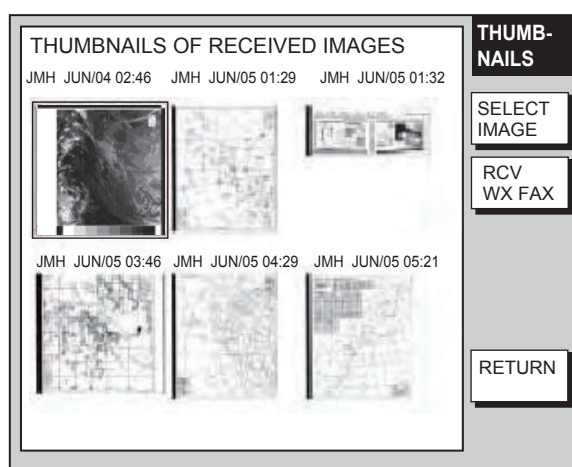 THUMBNAILS OF RECEIVED IMAGES
JMH JUN/04 02:46 JMH JUN/05 01:29 JMH JUN/05 01:32
JMH JUN/05 03:46 JMH JUN/05 04:29 JMH JUN/05 05:21
THUMB-
NAILS
SELECT
IMAGE
RCV
WX FAX
RETURN